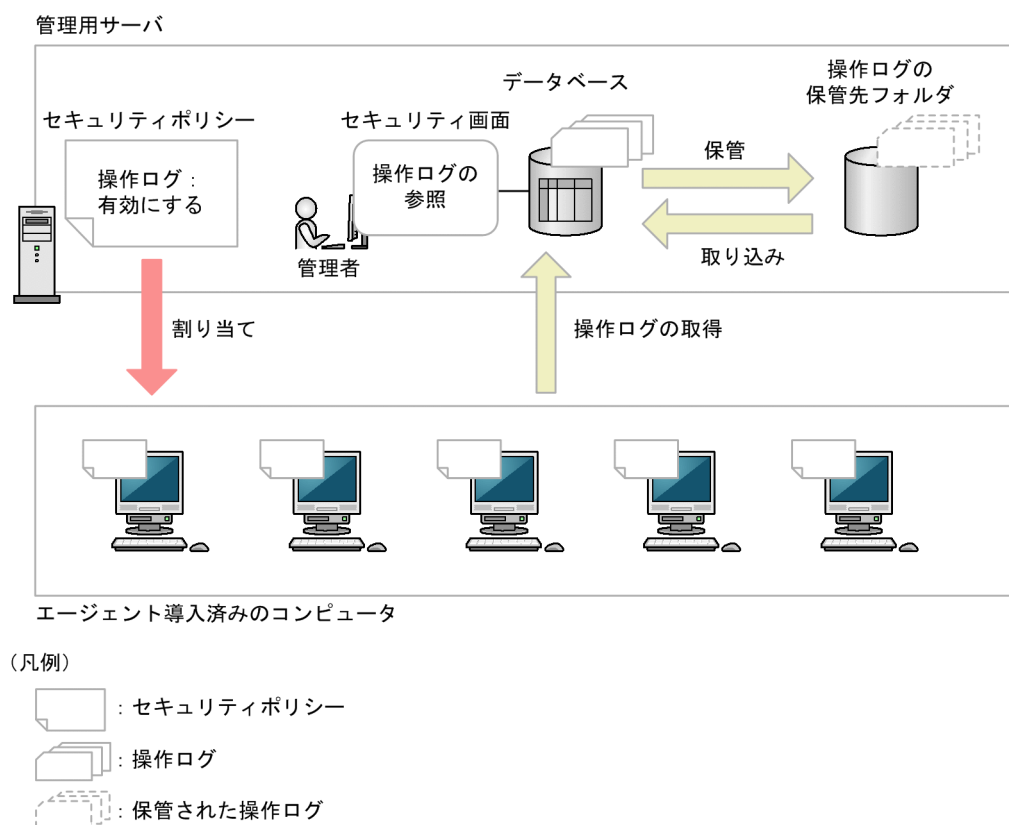 管理用サーバ
セキュリティポリシー
操作ログ：
有効にする
セキュリティ画面
操作ログの
参照
管理者
データベース
操作ログの
保管先フォルダ
保管
取り込み
割り当て
操作ログの取得
エージェント導入済みのコンピュータ
（凡例）
：セキュリティポリシー
：操作ログ
：保管された操作ログ